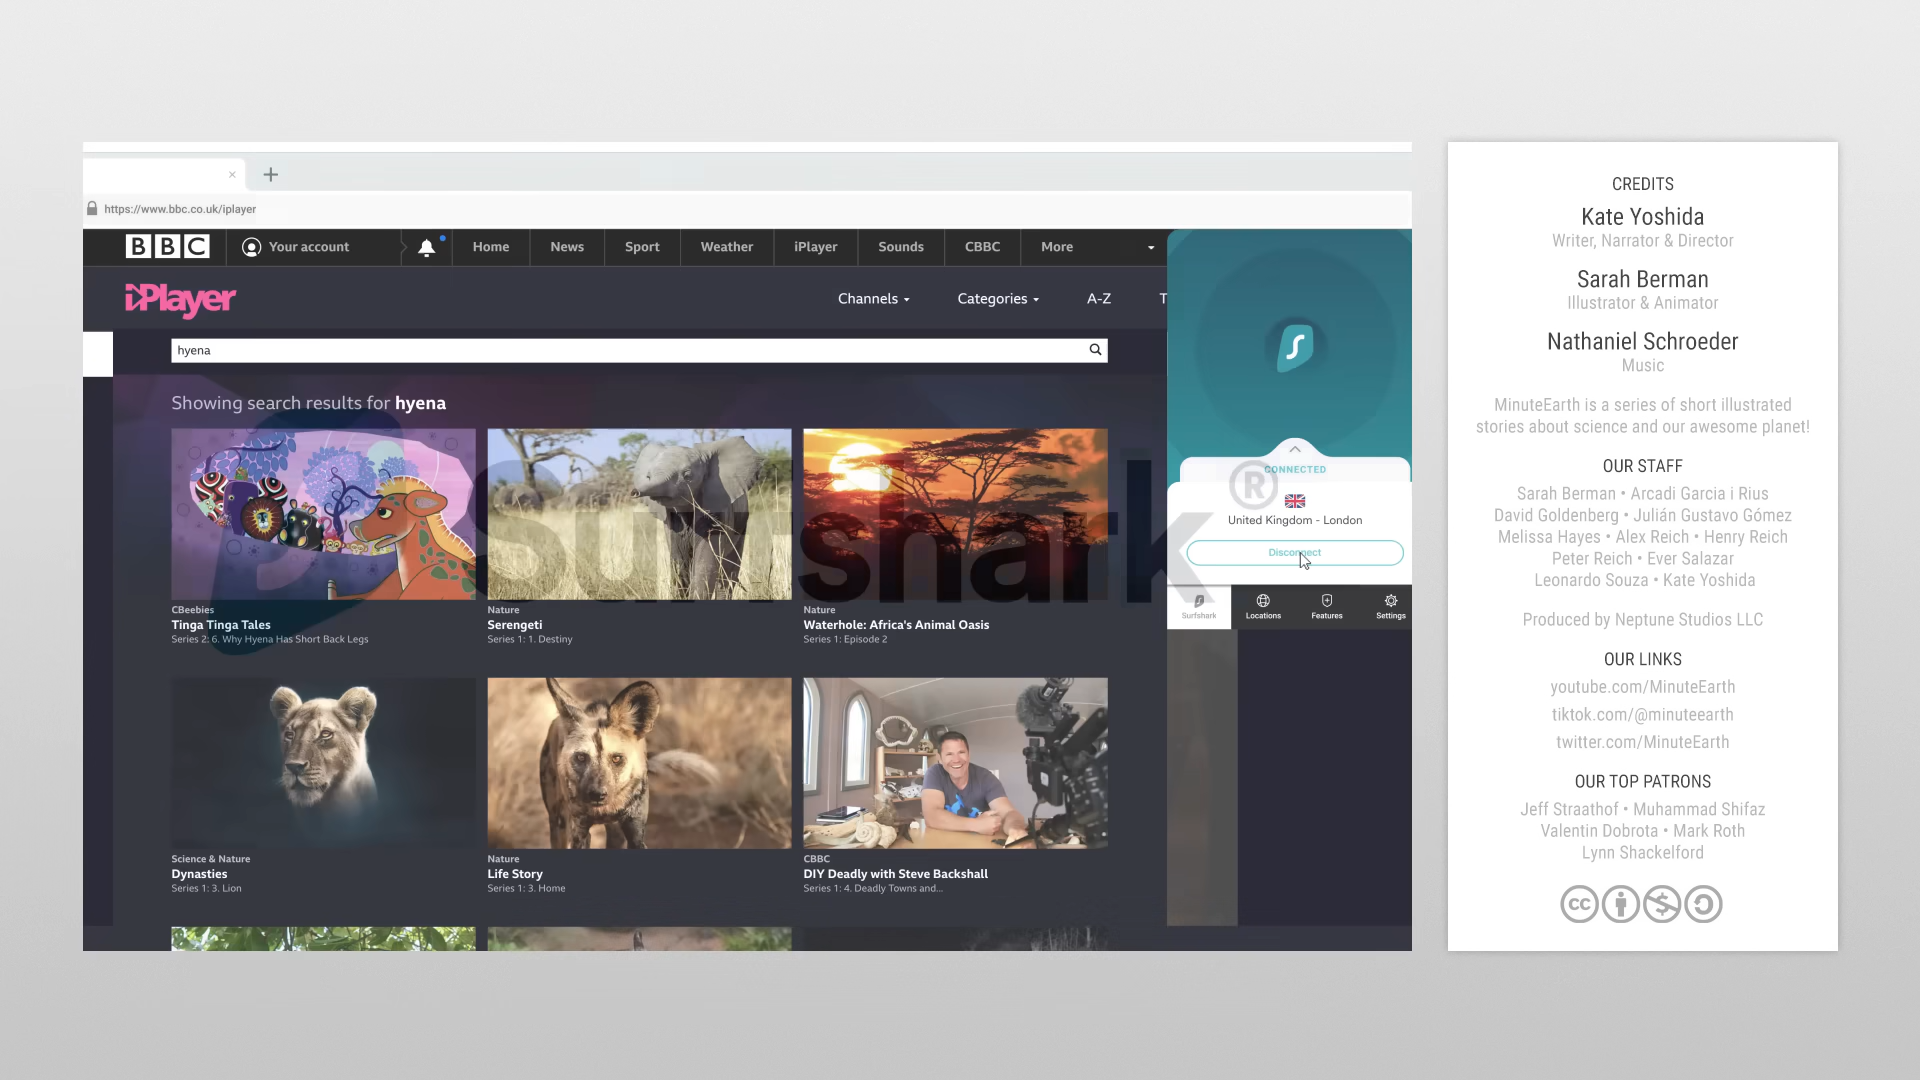 https://www.bbc.co.uk/iplayer
BBC
Your account
Home
News
Sport
Weather
iPlayer
Sounds
CBBC
More
iPlayer
Channels
Categories
A-Z
T
hyena
Showing search results for hyena
CBeebies
Tinga Tinga Tales
Series 2: 6. Why Hyena Has Short Back Legs
Nature
Serengeti
Series 1: 1. Destiny
Nature
Waterhole: Africa's Animal Oasis
Series 1: Episode 2
Science & Nature
Dynasties
Series 1: 3. Lion
Nature
Life Story
Series 1: 3. Home
CBBC
DIY Deadly with Steve Backshall
Series 1: 4. Deadly Towns and...
Surfshark®
CONNECTED
United Kingdom - London
Disconnect
Surfshark
Locations
Features
Settings
CREDITS
Kate Yoshida
Writer, Narrator & Director
Sarah Berman
Illustrator & Animator
Nathaniel Schroeder
Music
MinuteEarth is a series of short illustrated
stories about science and our awesome planet!
OUR STAFF
Sarah Berman • Arcadi Garcia i Rius
David Goldenberg • Julián Gustavo Gómez
Melissa Hayes • Alex Reich • Henry Reich
Peter Reich • Ever Salazar
Leonardo Souza • Kate Yoshida
Produced by Neptune Studios LLC
OUR LINKS
youtube.com/MinuteEarth
tiktok.com/@minuteearth
twitter.com/MinuteEarth
OUR TOP PATRONS
Jeff Straathof • Muhammad Shifaz
Valentin Dobrota • Mark Roth
Lynn Shackelford
cc